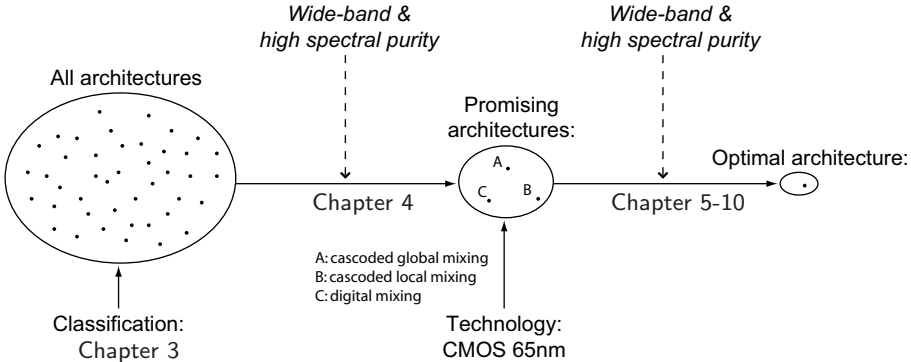 Wide-band &
high spectral purity
Wide-band &
high spectral purity
All architectures
Promising
architectures:
Optimal architecture:
A
C
B
Chapter 4
Chapter 5-10
A: cascoded global mixing
B: cascoded local mixing
C: digital mixing
Classification:
Chapter 3
Technology:
CMOS 65nm